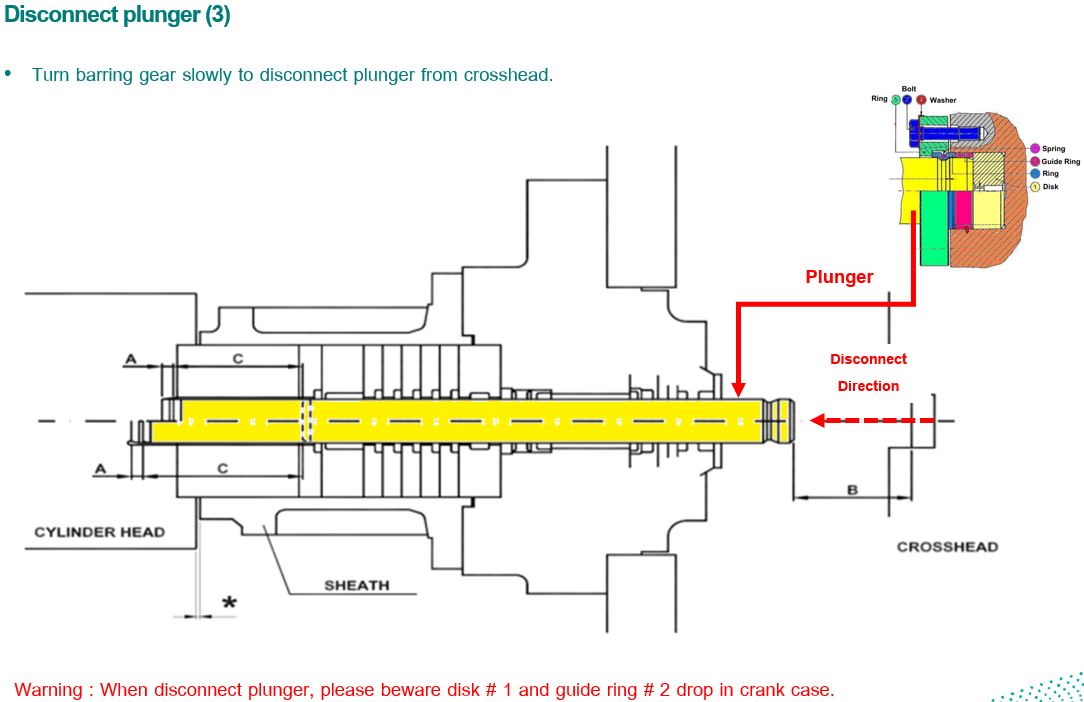 Disconnect plunger (3)
• Turn barring gear slowly to disconnect plunger from crosshead.
Bolt
Ring
Washer
Spring
Guide Ring
Ring
1 Disk
Plunger
Disconnect
Direction
A
C
A
C
B
CYLINDER HEAD
CROSSHEAD
SHEATH
*
Warning : When disconnect plunger, please beware disk # 1 and guide ring # 2 drop in crank case.